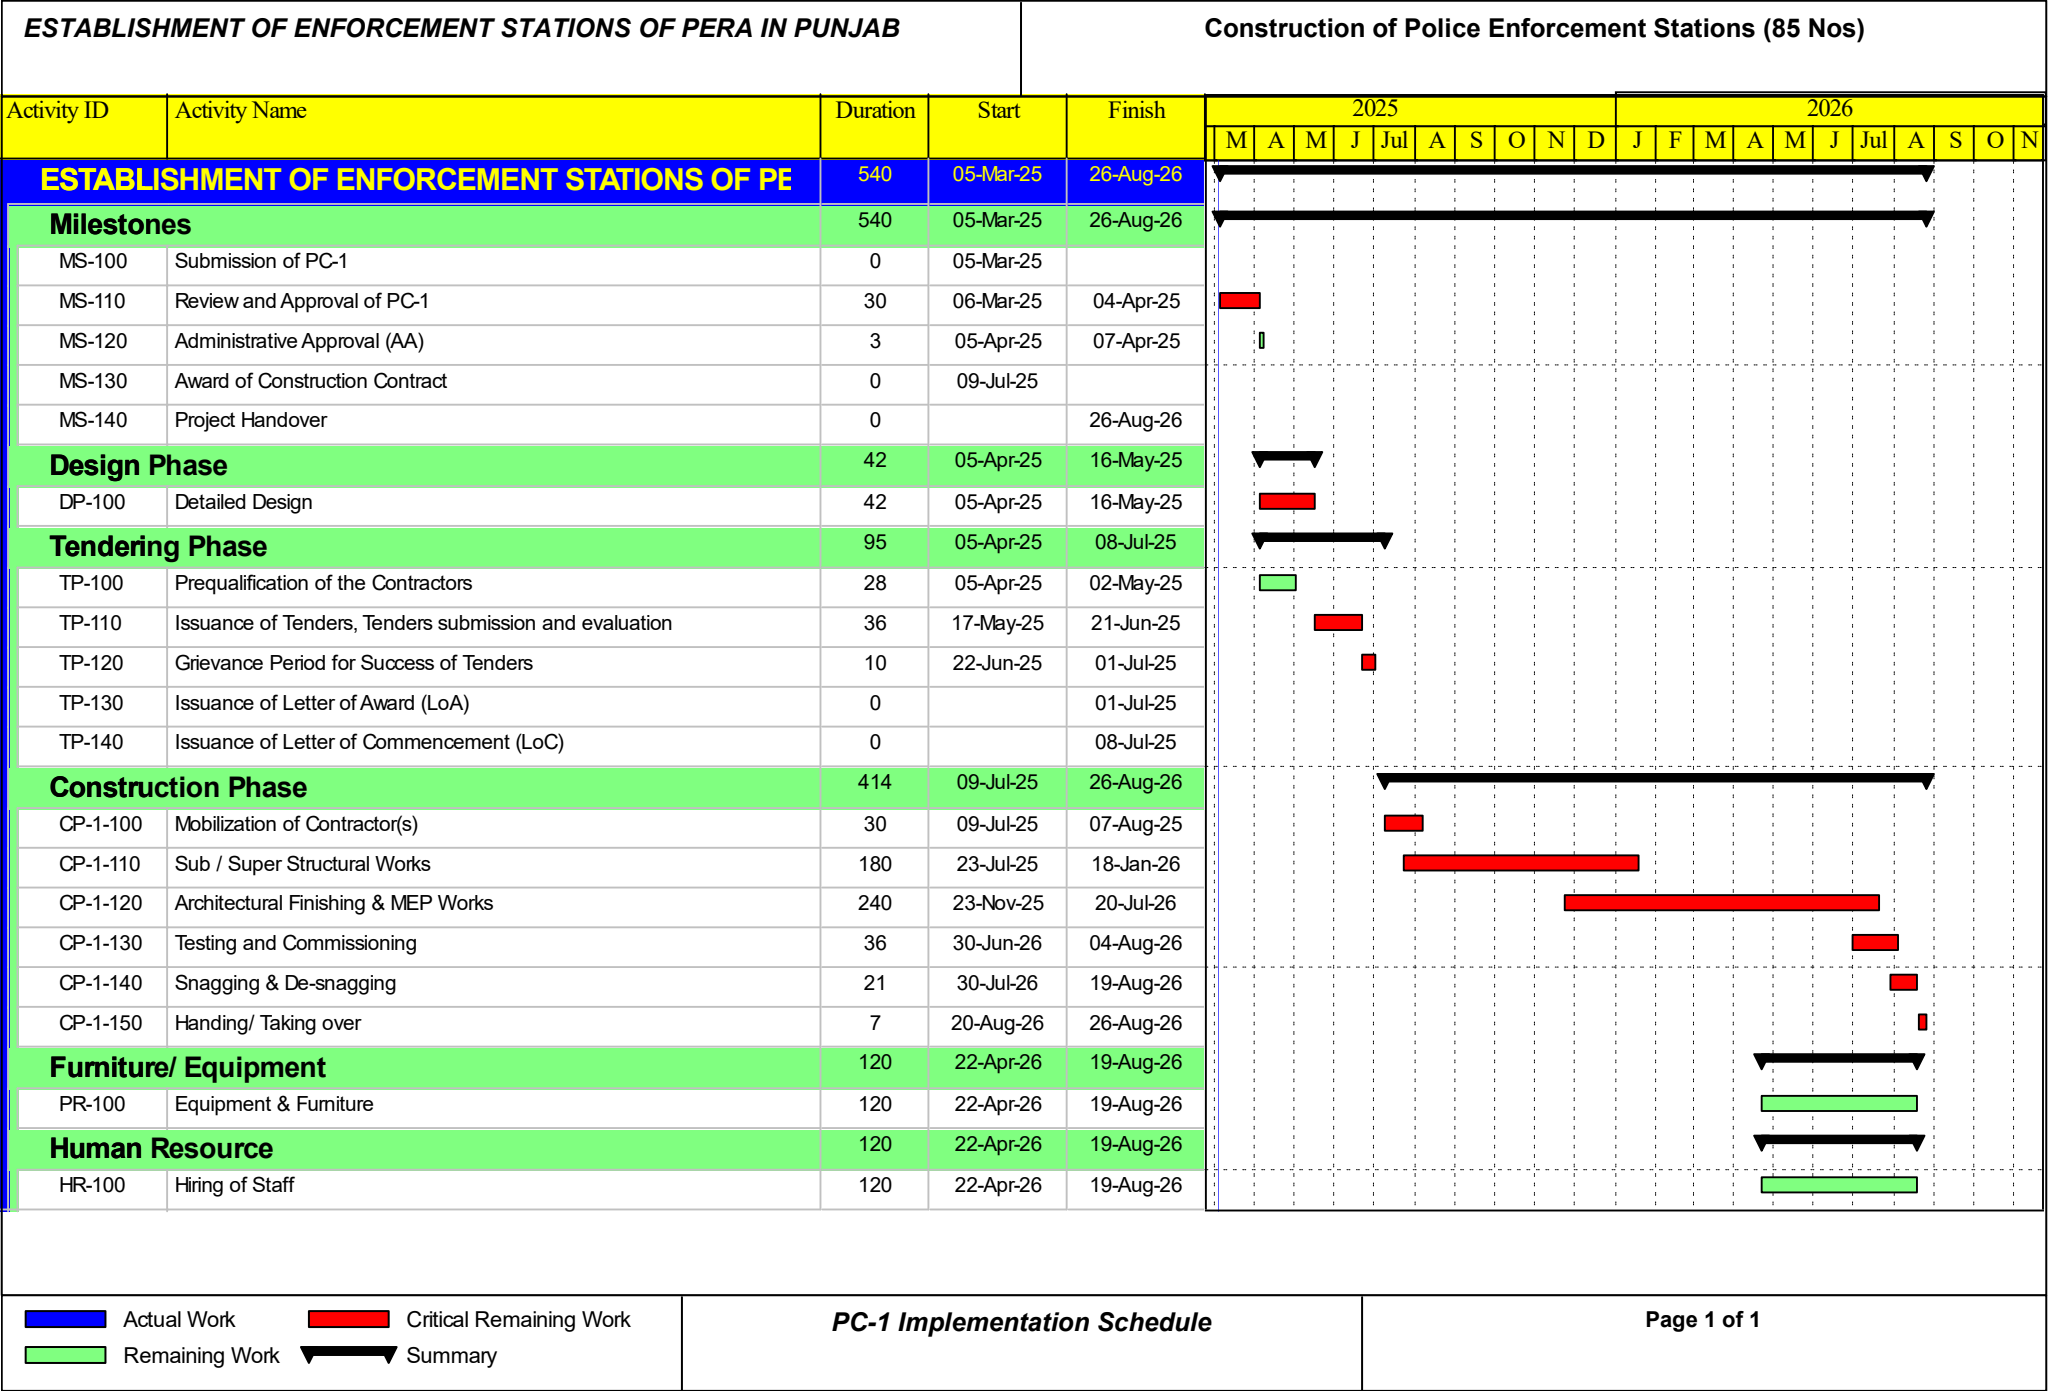 ESTABLISHMENT OF ENFORCEMENT STATIONS OF PERA IN PUNJAB
Construction of Police Enforcement Stations (85 Nos)
Activity ID Activity Name Duration Start Finish 2025 2026
M A M J Jul A S O N D J F M A M J Jul A S O N
ESTABLISHMENT OF ENFORCEMENT STATIONS OF PE 540 05-Mar-25 26-Aug-26
Milestones 540 05-Mar-25 26-Aug-26
MS-100 Submission of PC-1 0 05-Mar-25
MS-110 Review and Approval of PC-1 30 06-Mar-25 04-Apr-25
MS-120 Administrative Approval (AA) 3 05-Apr-25 07-Apr-25
MS-130 Award of Construction Contract 0 09-Jul-25
MS-140 Project Handover 0 26-Aug-26
Design Phase 42 05-Apr-25 16-May-25
DP-100 Detailed Design 42 05-Apr-25 16-May-25
Tendering Phase 95 05-Apr-25 08-Jul-25
TP-100 Prequalification of the Contractors 28 05-Apr-25 02-May-25
TP-110 Issuance of Tenders, Tenders submission and evaluation 36 17-May-25 21-Jun-25
TP-120 Grievance Period for Success of Tenders 10 22-Jun-25 01-Jul-25
TP-130 Issuance of Letter of Award (LoA) 0 01-Jul-25
TP-140 Issuance of Letter of Commencement (LoC) 0 08-Jul-25
Construction Phase 414 09-Jul-25 26-Aug-26
CP-1-100 Mobilization of Contractor(s) 30 09-Jul-25 07-Aug-25
CP-1-110 Sub / Super Structural Works 180 23-Jul-25 18-Jan-26
CP-1-120 Architectural Finishing & MEP Works 240 23-Nov-25 20-Jul-26
CP-1-130 Testing and Commissioning 36 30-Jun-26 04-Aug-26
CP-1-140 Snagging & De-snagging 21 30-Jul-26 19-Aug-26
CP-1-150 Handing/ Taking over 7 20-Aug-26 26-Aug-26
Furniture/ Equipment 120 22-Apr-26 19-Aug-26
PR-100 Equipment & Furniture 120 22-Apr-26 19-Aug-26
Human Resource 120 22-Apr-26 19-Aug-26
HR-100 Hiring of Staff 120 22-Apr-26 19-Aug-26
Actual Work Critical Remaining Work
Remaining Work Summary
PC-1 Implementation Schedule
Page 1 of 1